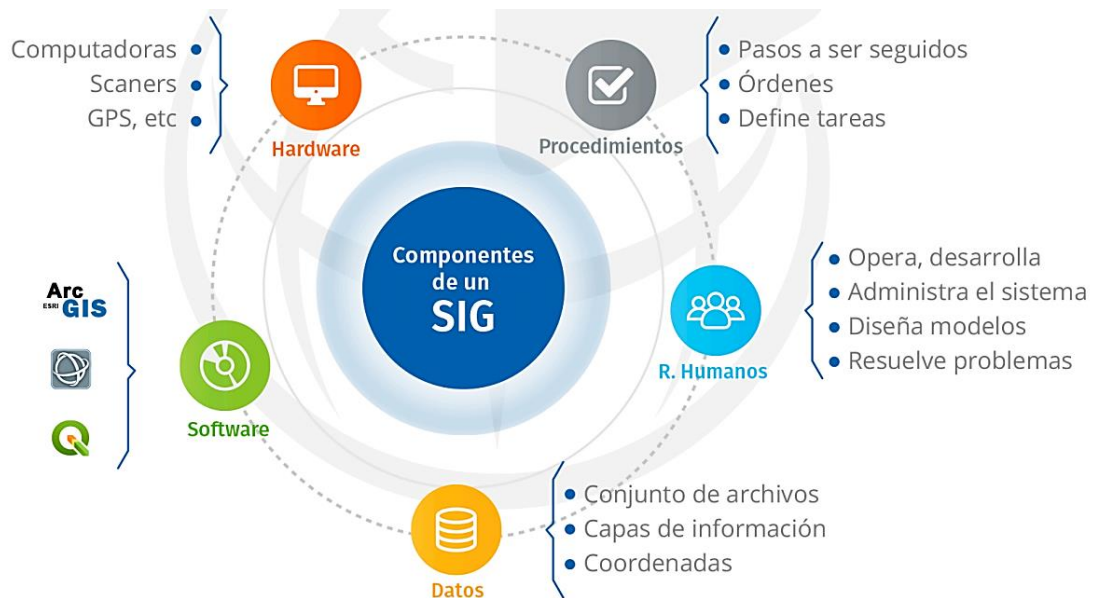 Computadoras
Scaners
GPS, etc
Hardware
Procedimientos
Pasos a ser seguidos
Órdenes
Define tareas
Componentes
de un
SIG
Opera, desarrolla
Administra el sistema
Diseña modelos
Resuelve problemas
R. Humanos
Arc
ESRI GIS
Software
Conjunto de archivos
Capas de información
Coordenadas
Datos